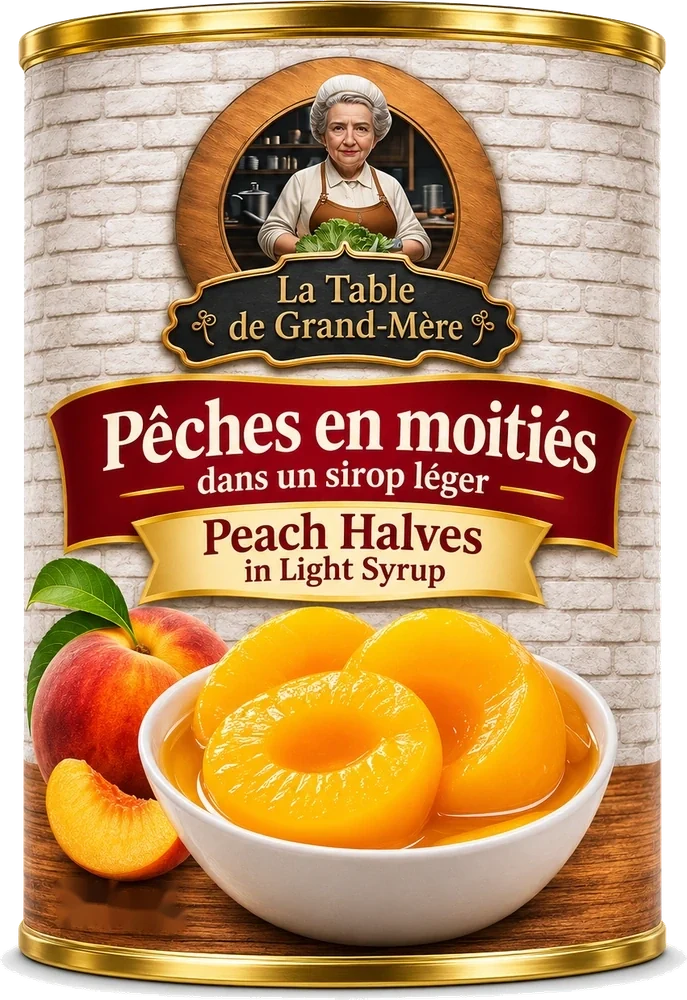 La Table
de Grand-Mère
Pêches en moitiés
dans un sirop léger
Peach Halves
in Light Syrup